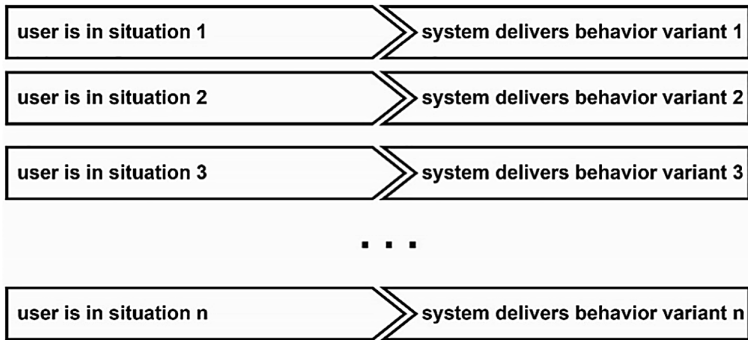 user is in situation 1 system delivers behavior variant 1
user is in situation 2 system delivers behavior variant 2
user is in situation 3 system delivers behavior variant 3
. . .
user is in situation n system delivers behavior variant n